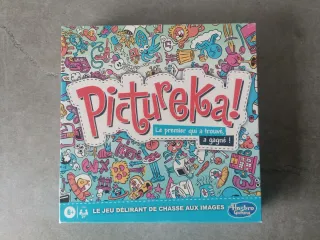 Pictureka!
Le premier qui a trouvé,
a gagné !
6+
LE JEU DÉLIRANT DE CHASSE AUX IMAGES
Hasbro
Gaming